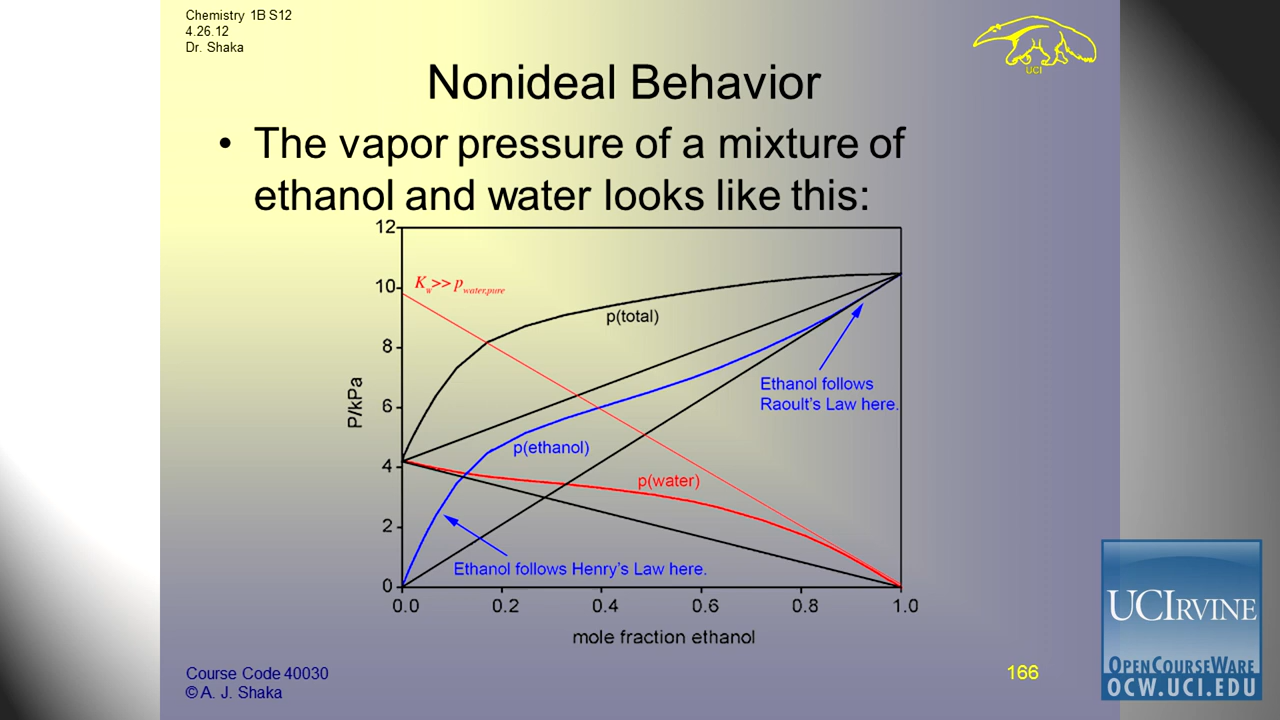 Chemistry 1B S12
4.26.12
Dr. Shaka
UCI
Nonideal Behavior
• The vapor pressure of a mixture of
ethanol and water looks like this:
12
10
8
6
4
2
0
P/kPa
K_w>> p_water,pure
p(total)
Ethanol follows
Raoult's Law here.
p(ethanol)
p(water)
Ethanol follows Henry's Law here.
0.0 0.2 0.4 0.6 0.8 1.0
mole fraction ethanol
Course Code 40030
© A. J. Shaka
166
UCIRVINE
OPENCOURSEWARE
OCW.UCI.EDU